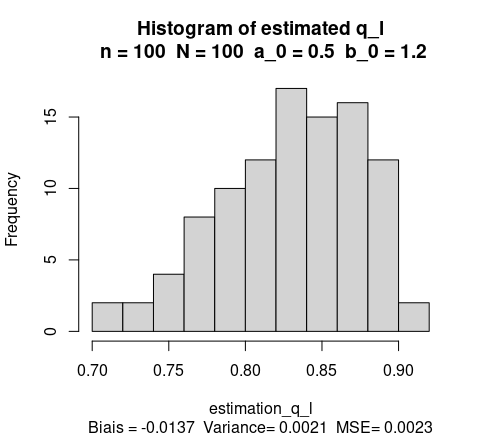 Histogram of estimated q_l
n = 100  N = 100  a_0 = 0.5  b_0 = 1.2
Frequency
15
10
5
0
0.70 0.75 0.80 0.85 0.90
estimation_q_l
Biais = -0.0137  Variance= 0.0021  MSE= 0.0023